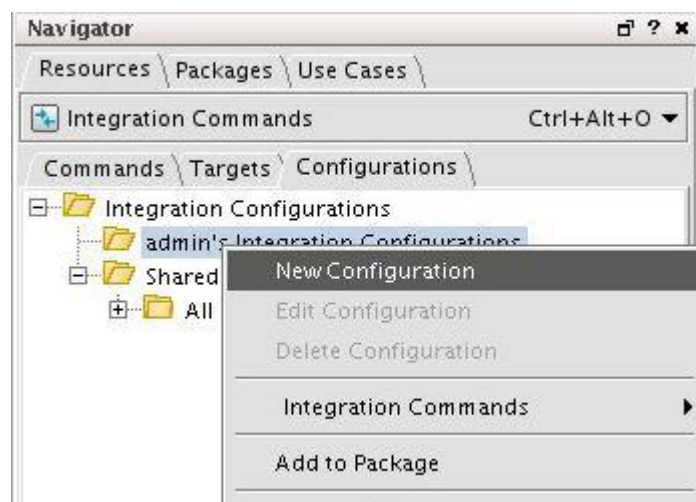 Navigator
Resources Packages Use Cases
Integration Commands Ctrl+Alt+O
Commands Targets Configurations
Integration Configurations
admin's Integration Configurations
Shared
All
New Configuration
Edit Configuration
Delete Configuration
Integration Commands
Add to Package